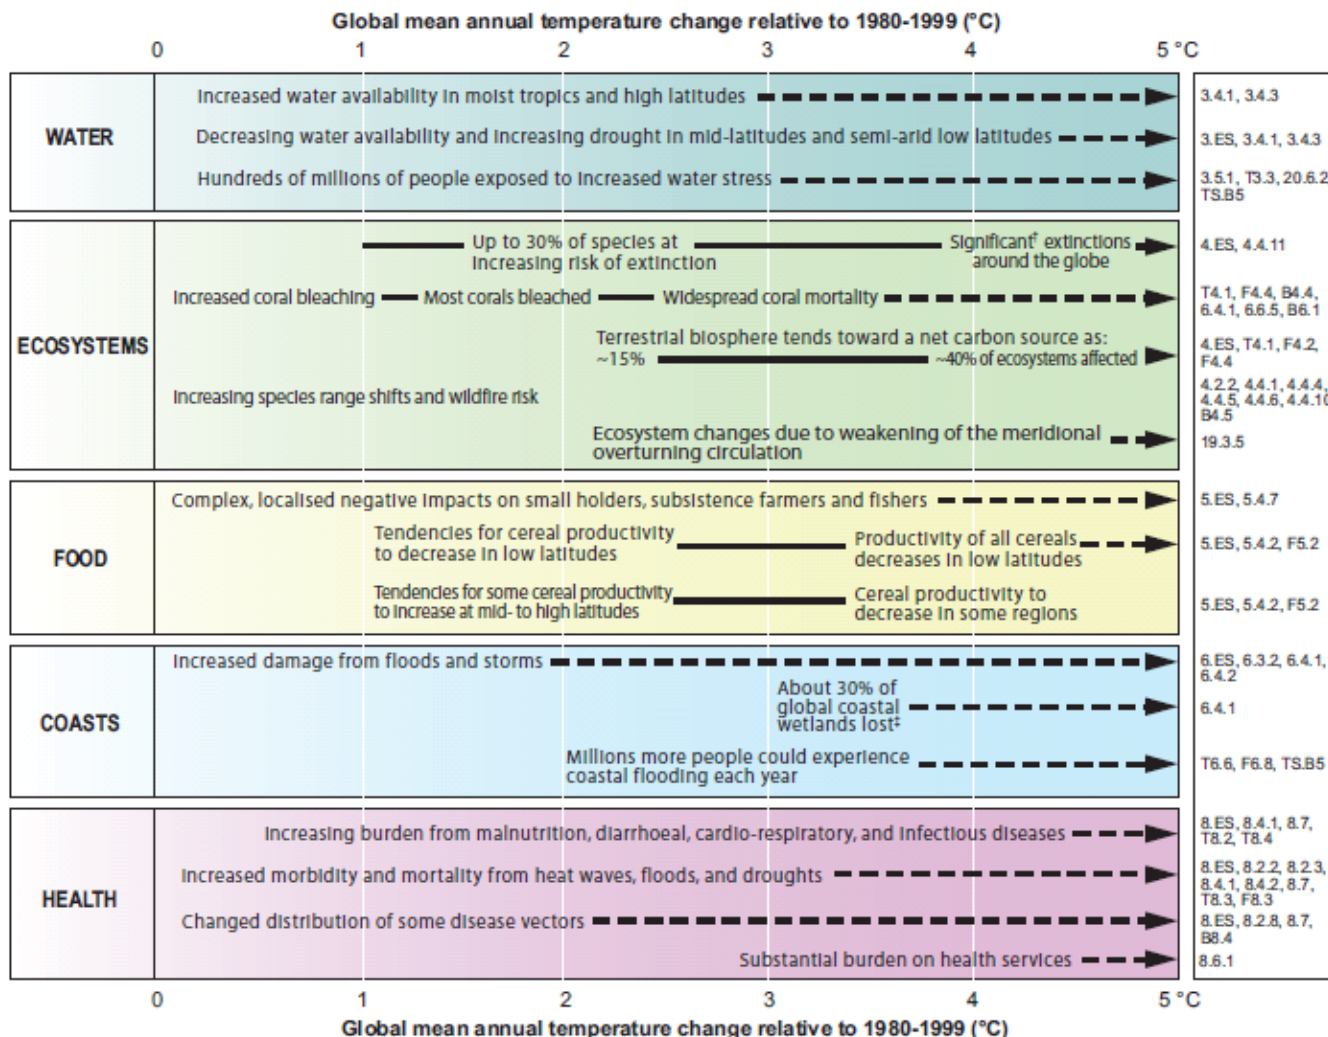 Global mean annual temperature change relative to 1980-1999 (°C)
0 1 2 3 4 5 °C
WATER
Increased water availability in moist tropics and high latitudes
3.4.1, 3.4.3
Decreasing water availability and increasing drought in mid-latitudes and semi-arid low latitudes
3.ES, 3.4.1, 3.4.3
Hundreds of millions of people exposed to increased water stress
3.5.1, T3.3, 20.6.2,
TS.B5
ECOSYSTEMS
Up to 30% of species at
increasing risk of extinction
Significant† extinctions
around the globe
4.ES, 4.4.11
Increased coral bleaching Most corals bleached Widespread coral mortality
T4.1, F4.4, B4.4,
6.4.1, 6.6.5, B6.1
Terrestrial biosphere tends toward a net carbon source as:
~15% ~40% of ecosystems affected
4.ES, T4.1, F4.2,
F4.4
Increasing species range shifts and wildfire risk
4.2.2, 4.4.1, 4.4.4,
4.4.5, 4.4.6, 4.4.10
B4.5
Ecosystem changes due to weakening of the meridional
overturning circulation
19.3.5
FOOD
Complex, localised negative impacts on small holders, subsistence farmers and fishers
5.ES, 5.4.7
Tendencies for cereal productivity
to decrease in low latitudes
Productivity of all cereals
decreases in low latitudes
5.ES, 5.4.2, F5.2
Tendencies for some cereal productivity
to increase at mid- to high latitudes
Cereal productivity to
decrease in some regions
5.ES, 5.4.2, F5.2
COASTS
Increased damage from floods and storms
6.ES, 6.3.2, 6.4.1,
6.4.2
About 30% of
global coastal
wetlands lost‡
6.4.1
Millions more people could experience
coastal flooding each year
T6.6, F6.8, TS.B5
HEALTH
Increasing burden from malnutrition, diarrhoeal, cardio-respiratory, and infectious diseases
8.ES, 8.4.1, 8.7,
T8.2, T8.4
Increased morbidity and mortality from heat waves, floods, and droughts
8.ES, 8.2.2, 8.2.3,
8.4.1, 8.4.2, 8.7,
T8.3, F8.3
Changed distribution of some disease vectors
8.ES, 8.2.8, 8.7,
B8.4
Substantial burden on health services
8.6.1
0 1 2 3 4 5 °C
Global mean annual temperature change relative to 1980-1999 (°C)